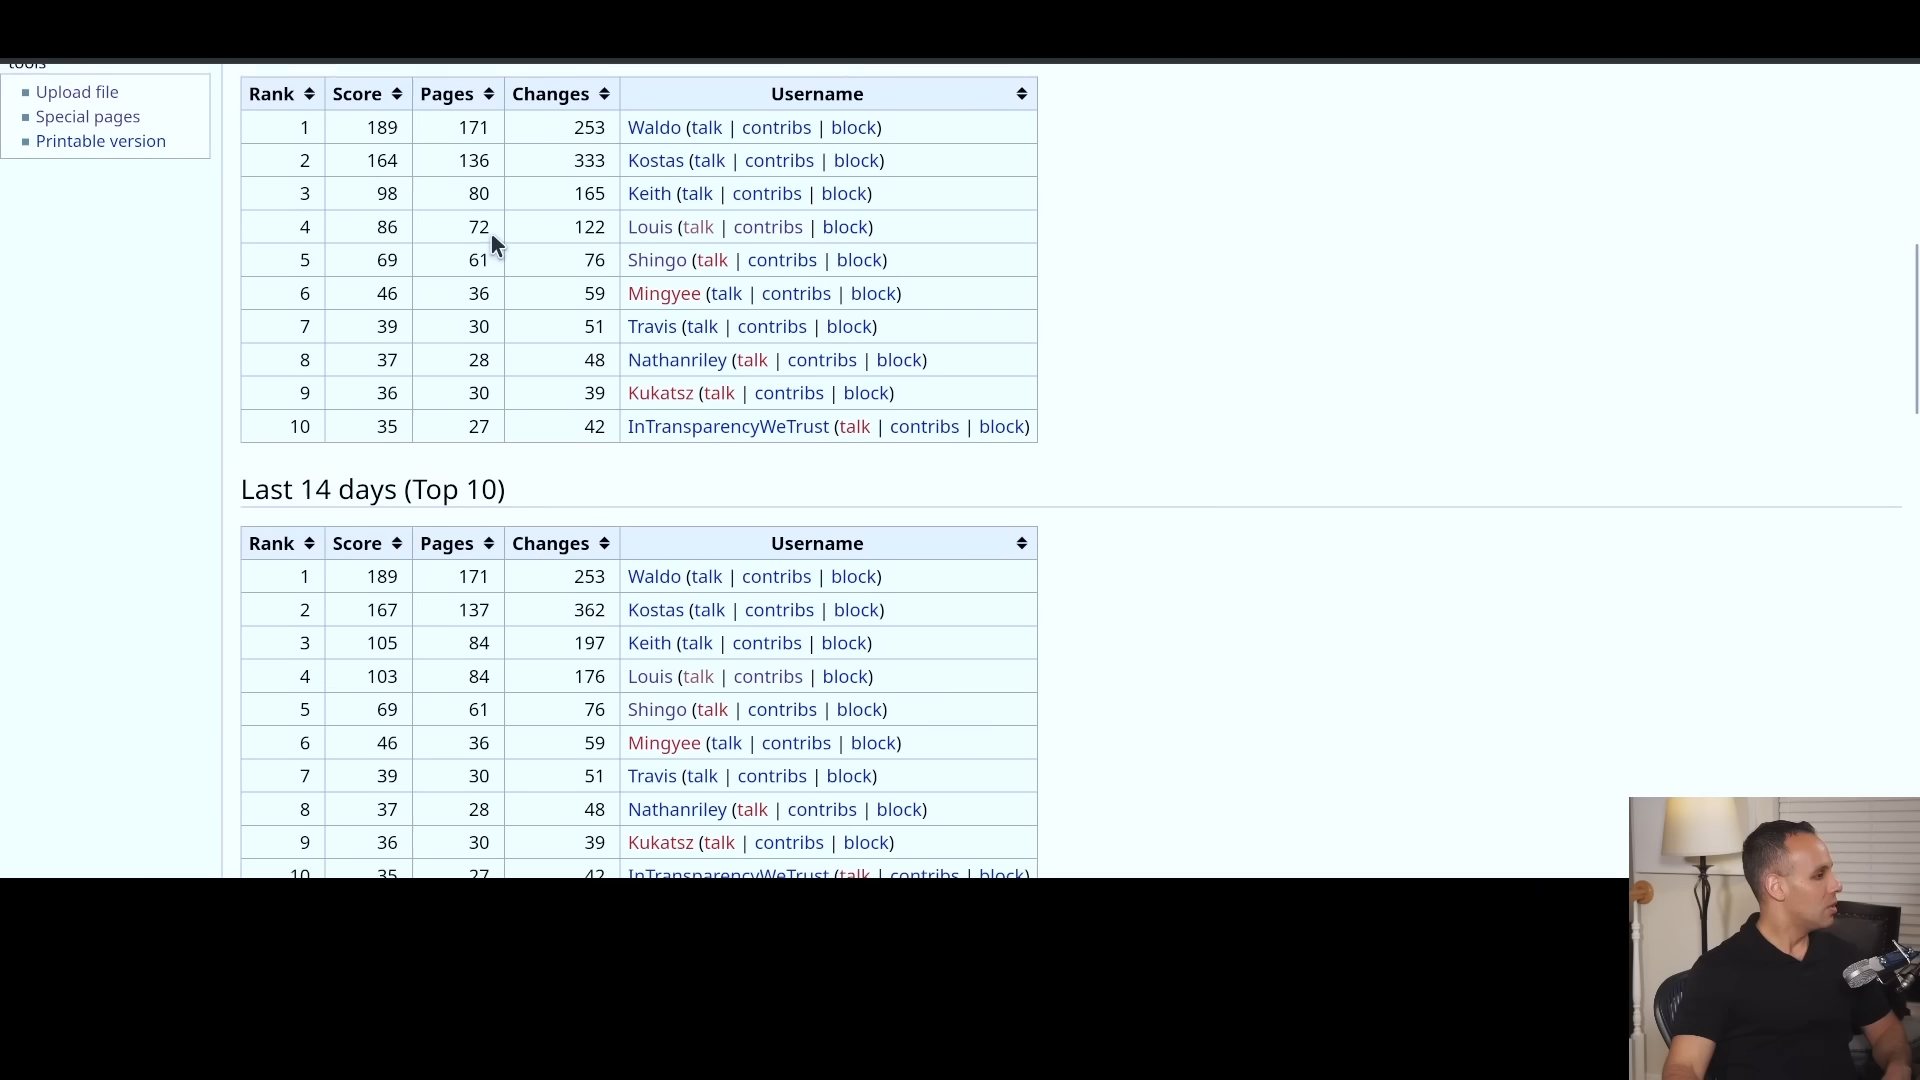 tools
Upload file
Special pages
Printable version
Rank Score Pages Changes Username
1 189 171 253 Waldo (talk | contribs | block)
2 164 136 333 Kostas (talk | contribs | block)
3 98 80 165 Keith (talk | contribs | block)
4 86 72 122 Louis (talk | contribs | block)
5 69 61 76 Shingo (talk | contribs | block)
6 46 36 59 Mingyee (talk | contribs | block)
7 39 30 51 Travis (talk | contribs | block)
8 37 28 48 Nathanriley (talk | contribs | block)
9 36 30 39 Kukatsz (talk | contribs | block)
10 35 27 42 InTransparencyWeTrust (talk | contribs | block)
Last 14 days (Top 10)
Rank Score Pages Changes Username
1 189 171 253 Waldo (talk | contribs | block)
2 167 137 362 Kostas (talk | contribs | block)
3 105 84 197 Keith (talk | contribs | block)
4 103 84 176 Louis (talk | contribs | block)
5 69 61 76 Shingo (talk | contribs | block)
6 46 36 59 Mingyee (talk | contribs | block)
7 39 30 51 Travis (talk | contribs | block)
8 37 28 48 Nathanriley (talk | contribs | block)
9 36 30 39 Kukatsz (talk | contribs | block)
10 35 27 42 InTransparencyWeTrust (talk | contribs | block)